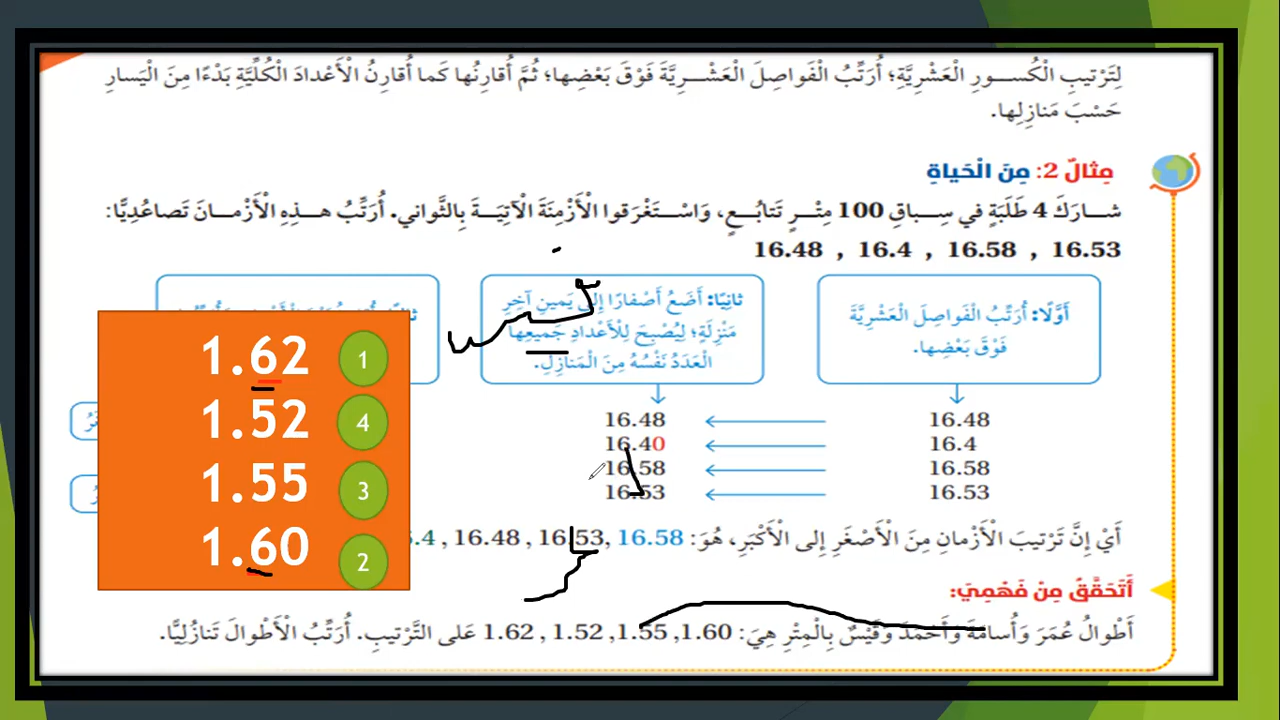 لِتَرْتيبِ الْكُسورِ الْعَشْرِيَّةِ؛ أُرَتِّبُ الْفَواصِلَ الْعَشْرِيَّةَ فَوْقَ بَعْضِها؛ ثُمَّ أُقارِنُها كَما أُقارِنُ الْأَعْدادَ الْكُلِّيَّةِ بَدْءًا مِنَ الْيَسارِ
حَسْبَ مَنازِلِها.
مِثالٌ 2: مِنَ الْحَياةِ
شارَكَ 4 طَلَبَةٍ في سِباقِ 100 مِتْرٍ تَتابُعٍ، وَاسْتَغْرَقوا الْأَزْمِنَةَ الْآتِيَةَ بِالثَّواني. أُرَتِّبُ هذِهِ الْأَزْمانَ تَصاعُدِيًّا:
16.53 , 16.58 , 16.4 , 16.48
أَوَّلًا: أُرَتِّبُ الْفَواصِلَ الْعَشْرِيَّةَ
فَوْقَ بَعْضِها.
ثانِيًا: أَضَعُ أَصْفارًا إِلى يَمينِ آخِرِ
مَنْزِلَةٍ؛ لِيُصْبِحَ لِلْأَعْدادِ جَميعِها
الْعَدَدُ نَفْسُهُ مِنَ الْمَنازِلِ.
16.48
16.4
16.58
16.53
16.48
16.40
16.58
16.53
1.62 1
1.52 4
1.55 3
1.60 2
أَيْ إِنَّ تَرْتيبَ الْأَزْمانِ مِنَ الْأَصْغَرِ إِلى الْأَكْبَرِ، هُوَ: 16.58 ,16.53 , 16.48 , .4
أَتَحَقَّقُ مِنْ فَهْمِيَ:
أَطْوالُ عُمَرَ وَأُسامَةَ وَأَحْمَدَ وَقَيْسٌ بِالْمِتْرِ هِيَ: 1.60, 1.55, 1.52 , 1.62 عَلى التَّرْتيبِ. أُرَتِّبُ الْأَطْوالَ تَنازُلِيًّا.